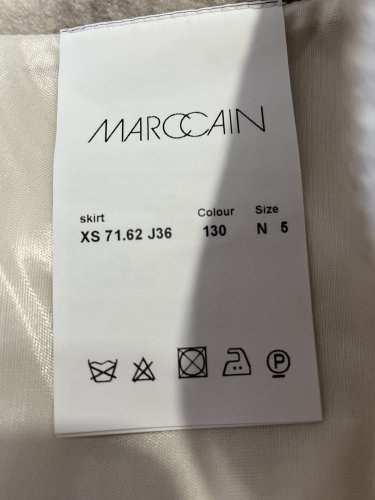 MARCCAIN
skirt Colour Size
XS 71.62 J36 130 N 5
P